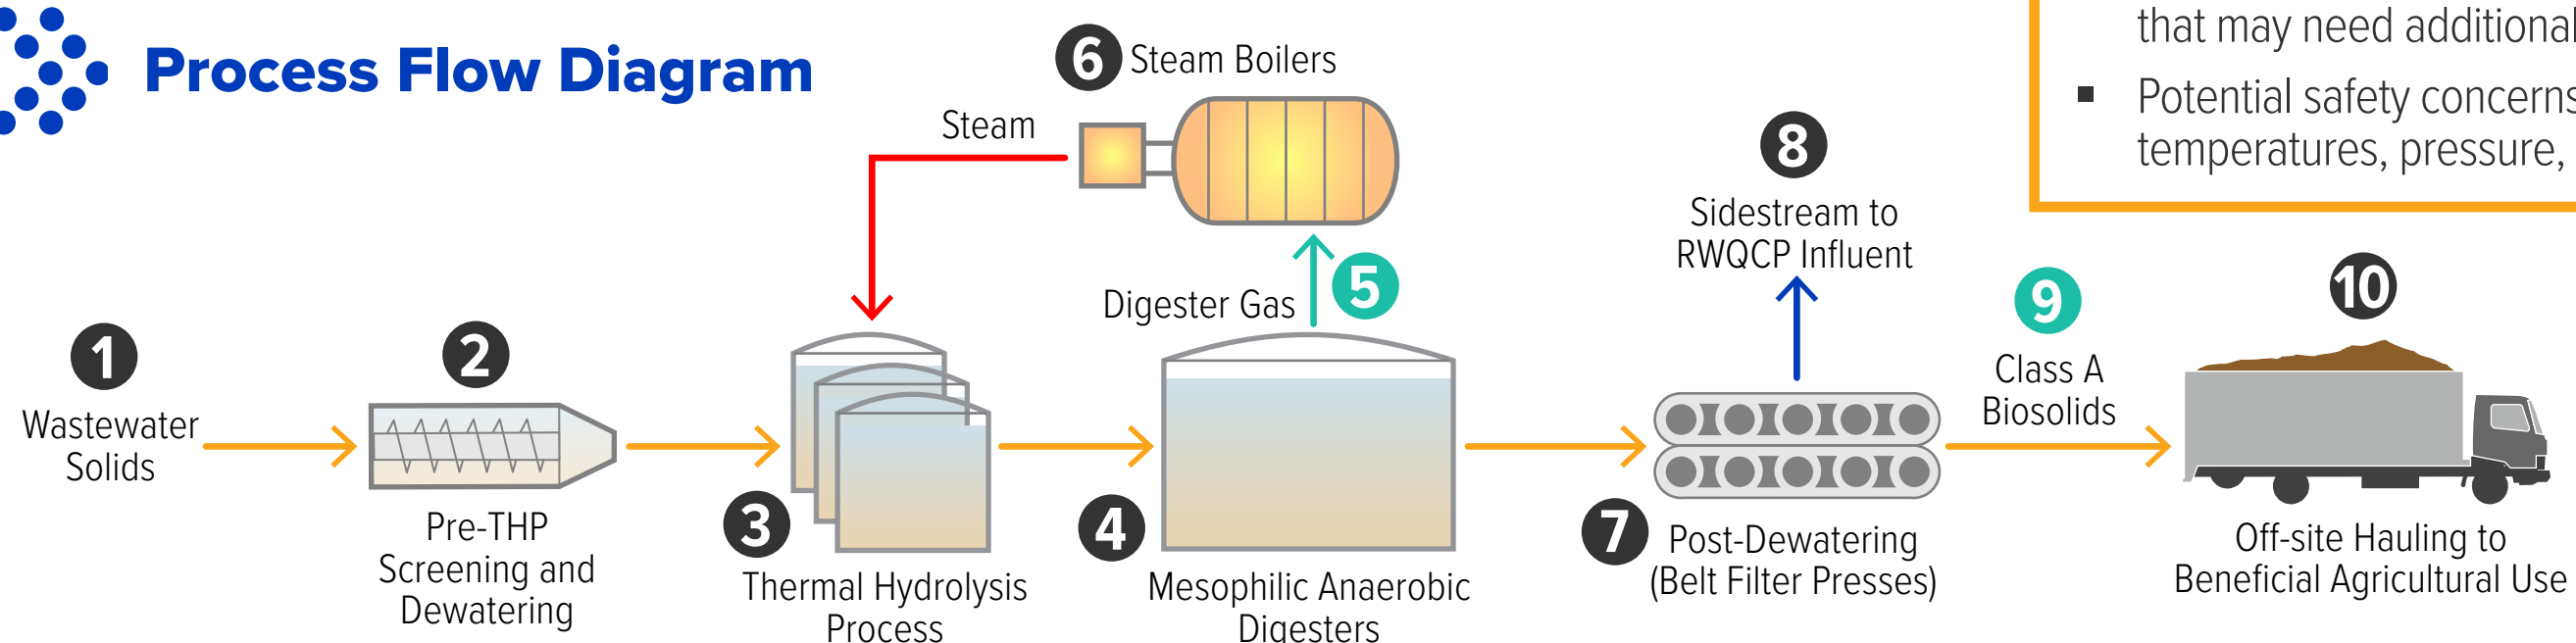 Process Flow Diagram
that may need additional
Potential safety concerns
temperatures, pressure,
6 Steam Boilers
Steam
8
Sidestream to
RWQCP Influent
Digester Gas
5
9
Class A
Biosolids
10
1
Wastewater
Solids
2
Pre-THP
Screening and
Dewatering
3
Thermal Hydrolysis
Process
4
Mesophilic Anaerobic
Digesters
7
Post-Dewatering
(Belt Filter Presses)
Off-site Hauling to
Beneficial Agricultural Use